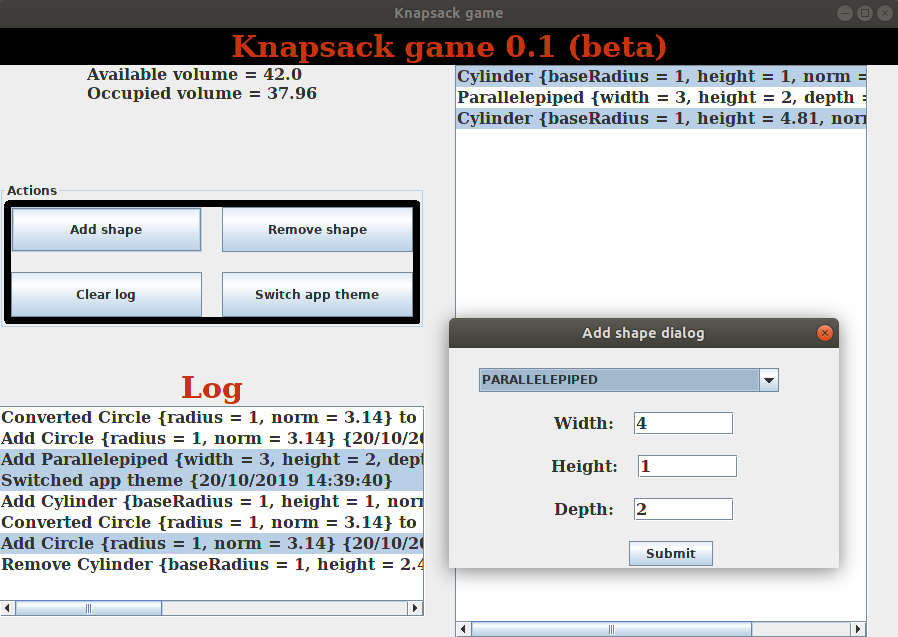 Knapsack game
Knapsack game 0.1 (beta)
Available volume = 42.0
Occupied volume = 37.96
Cylinder {baseRadius = 1, height = 1, norm =
Parallelepiped {width = 3, height = 2, depth =
Cylinder {baseRadius = 1, height = 4.81, nor
Actions
Add shape
Remove shape
Clear log
Switch app theme
Log
Converted Circle {radius = 1, norm = 3.14} to
Add Circle {radius = 1, norm = 3.14} {20/10/20
Add Parallelepiped {width = 3, height = 2, dept
Switched app theme {20/10/2019 14:39:40}
Add Cylinder {baseRadius = 1, height = 1, nor
Converted Circle {radius = 1, norm = 3.14} to
Add Circle {radius = 1, norm = 3.14} {20/10/20
Remove Cylinder {baseRadius = 1, height = 2.4
Add shape dialog
PARALLELEPIPED
Width: 4
Height: 1
Depth: 2
Submit